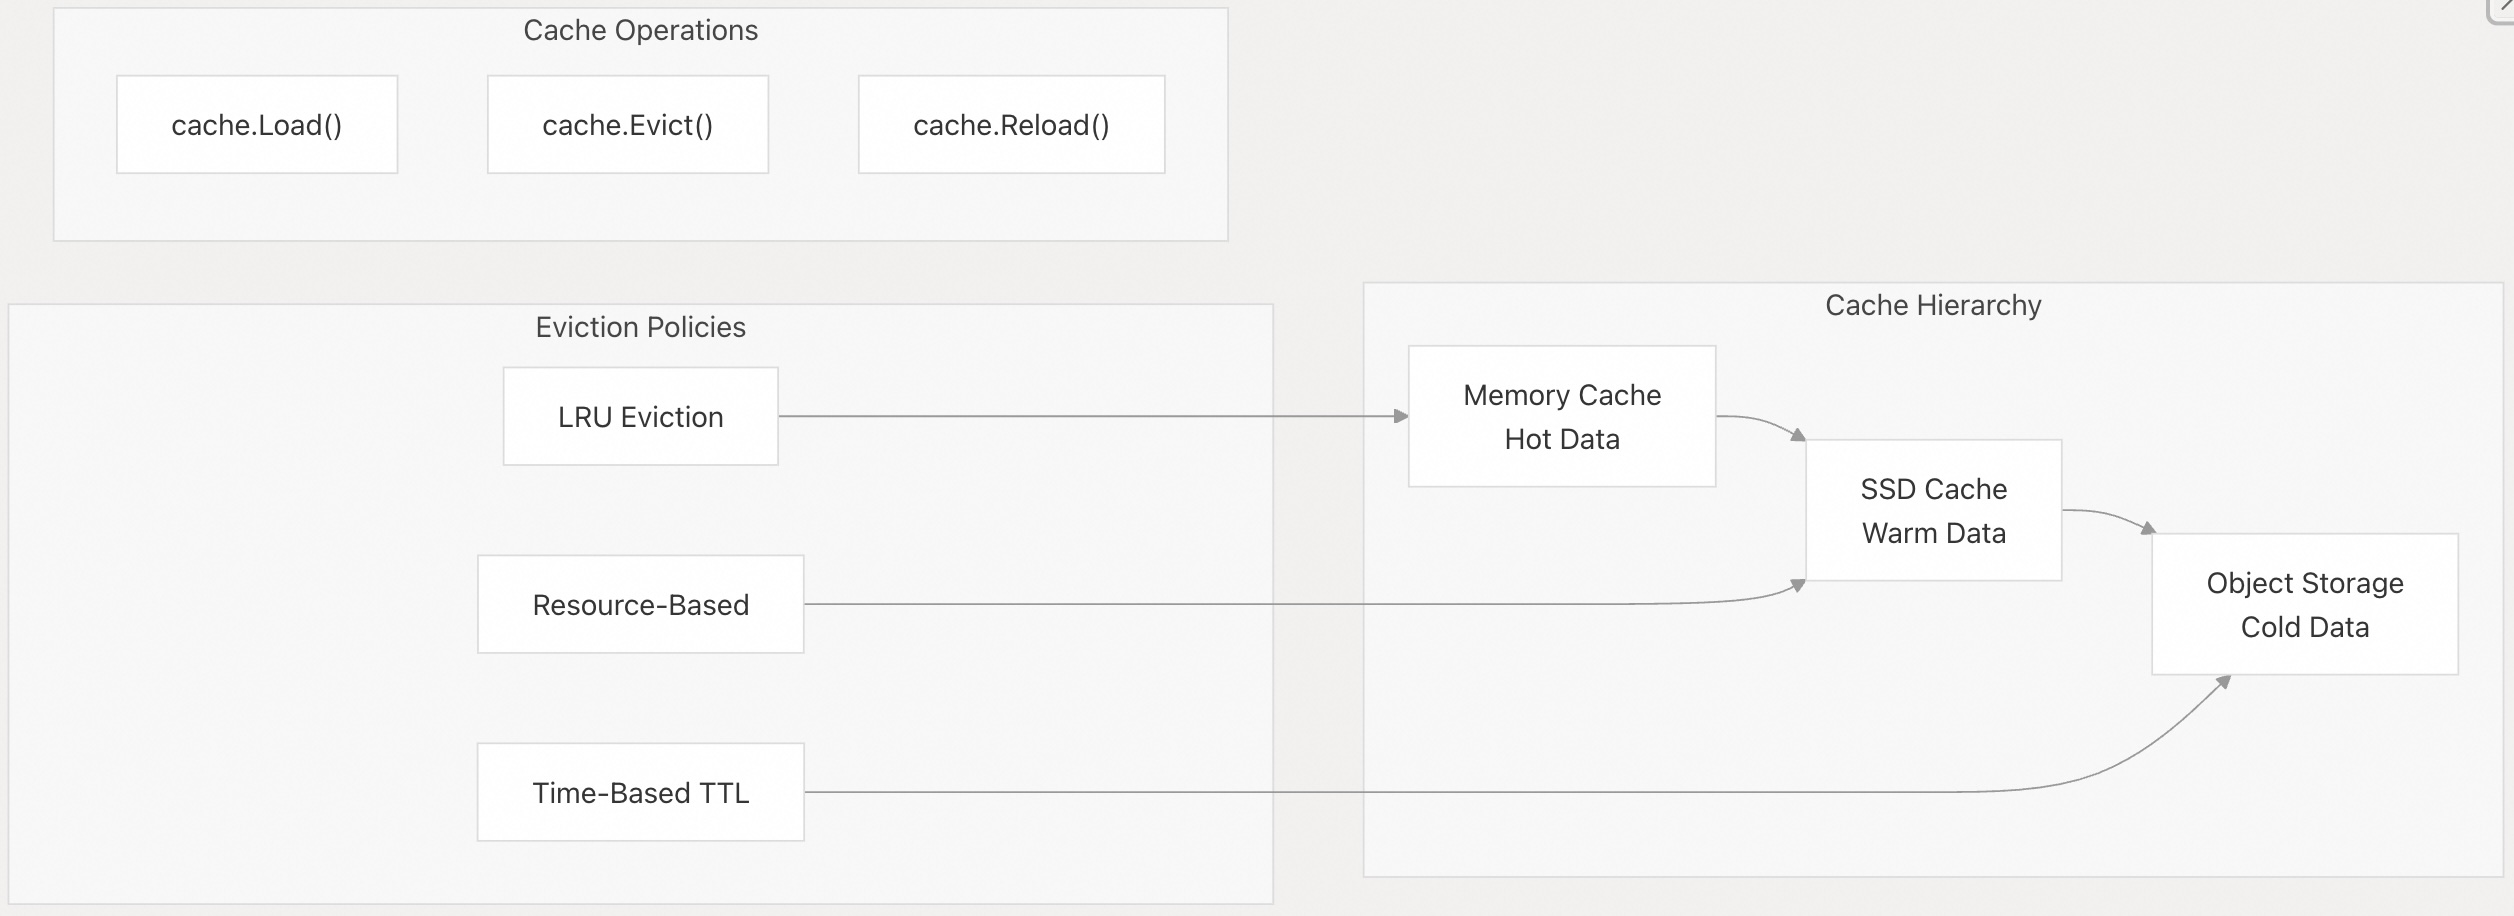 Cache Operations
cache.Load()
cache.Evict()
cache.Reload()
Eviction Policies
LRU Eviction
Resource-Based
Time-Based TTL
Cache Hierarchy
Memory Cache
Hot Data
SSD Cache
Warm Data
Object Storage
Cold Data